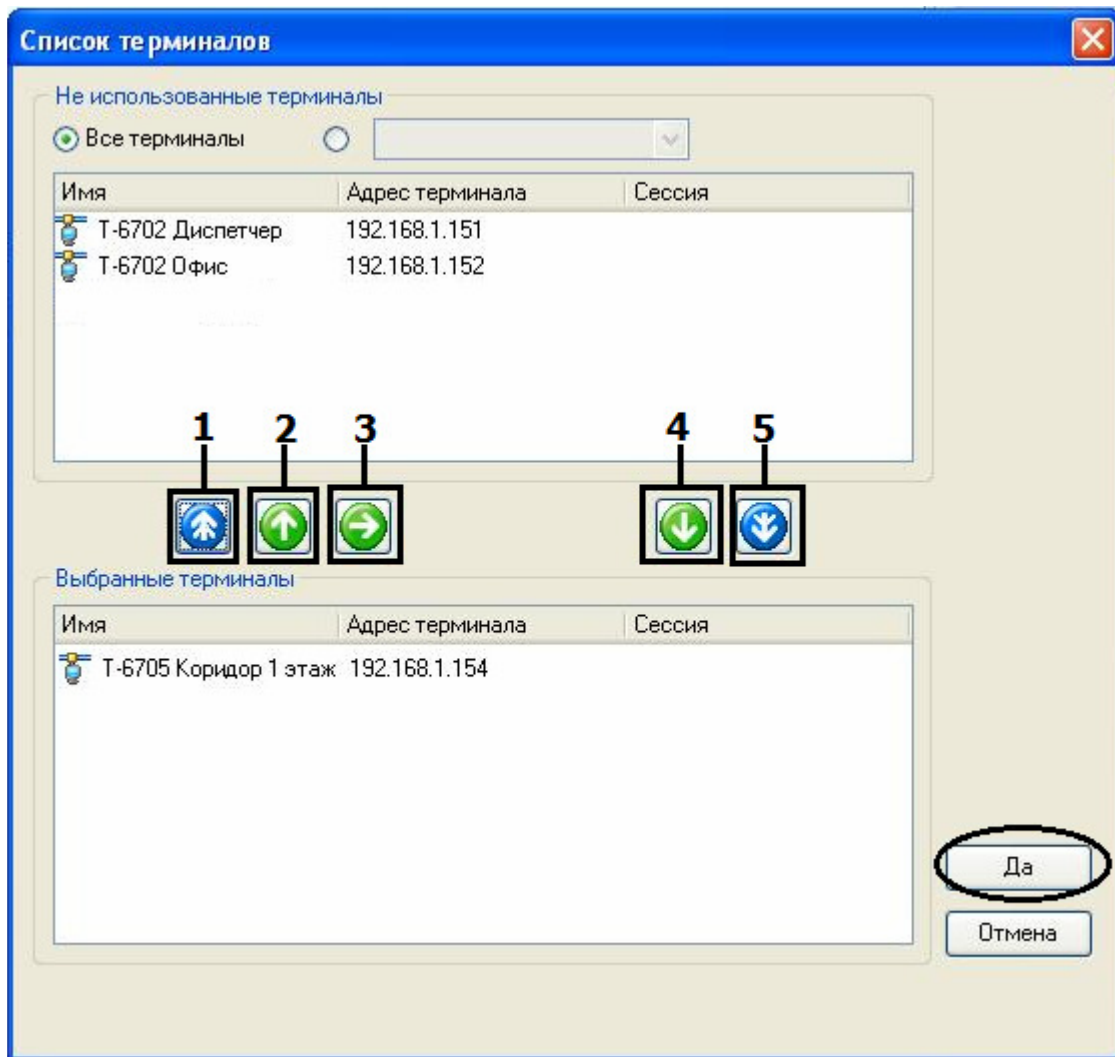 Список терминалов
Не использованные терминалы
Все терминалы
Имя Адрес терминала Сессия
Т-6702 Диспетчер 192.168.1.151
Т-6702 Офис 192.168.1.152
1 2 3 4 5
Выбранные терминалы
Имя Адрес терминала Сессия
Т-6705 Коридор 1 этаж 192.168.1.154
Да
Отмена